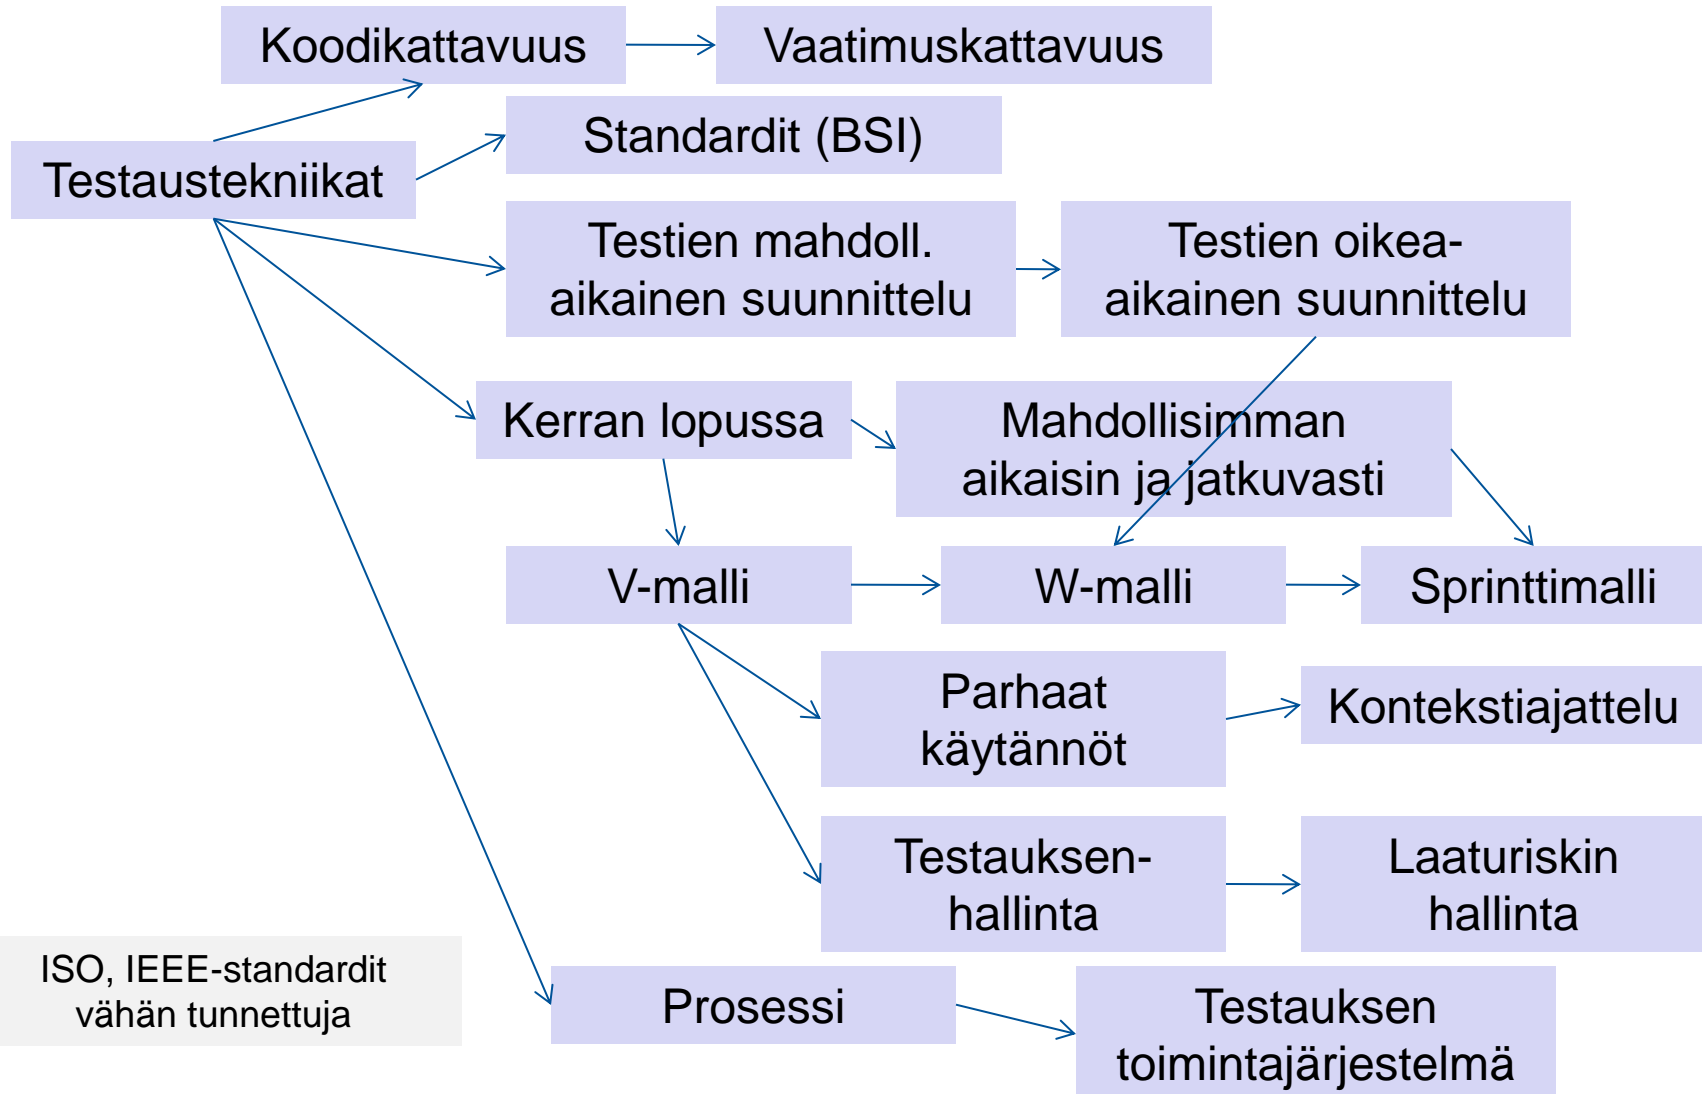 Koodikattavuus
Vaatimuskattavuus
Standardit (BSI)
Testaustekniikat
Testien mahdoll.
aikainen suunnittelu
Testien oikea-
aikainen suunnittelu
Kerran lopussa
Mahdollisimman
aikaisin ja jatkuvasti
V-malli
W-malli
Sprinttimalli
Parhaat
käytännöt
Kontekstiajattelu
Testauksen-
hallinta
Laaturiskin
hallinta
ISO, IEEE-standardit
vähän tunnettuja
Prosessi
Testauksen
toimintajärjestelmä